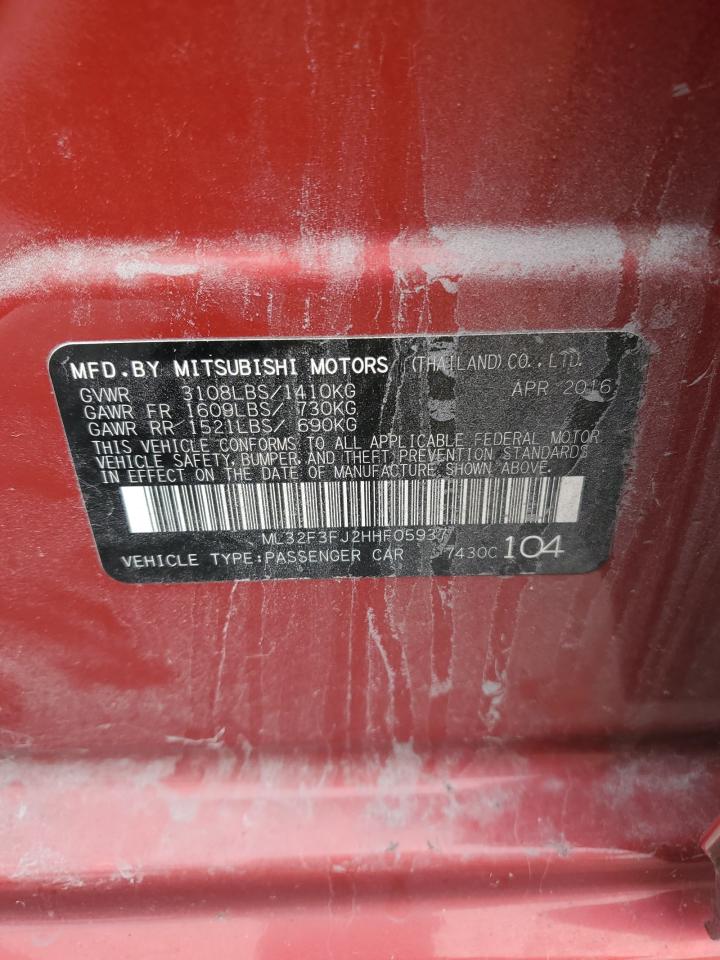 MFD.BY MITSUBISHI MOTORS (THAILAND) CO.,LTD.
GVWR 3108LBS/1410KG APR 2016
GAWR FR 1609LBS/ 730KG
GAWR RR 1521LBS/ 690KG
THIS VEHICLE CONFORMS TO ALL APPLICABLE FEDERAL MOTOR
VEHICLE SAFETY, BUMPER, AND THEFT PREVENTION STANDARDS
IN EFFECT ON THE DATE OF MANUFACTURE SHOWN ABOVE.
VEHICLE TYPE:PASSENGER CAR 7430C 104